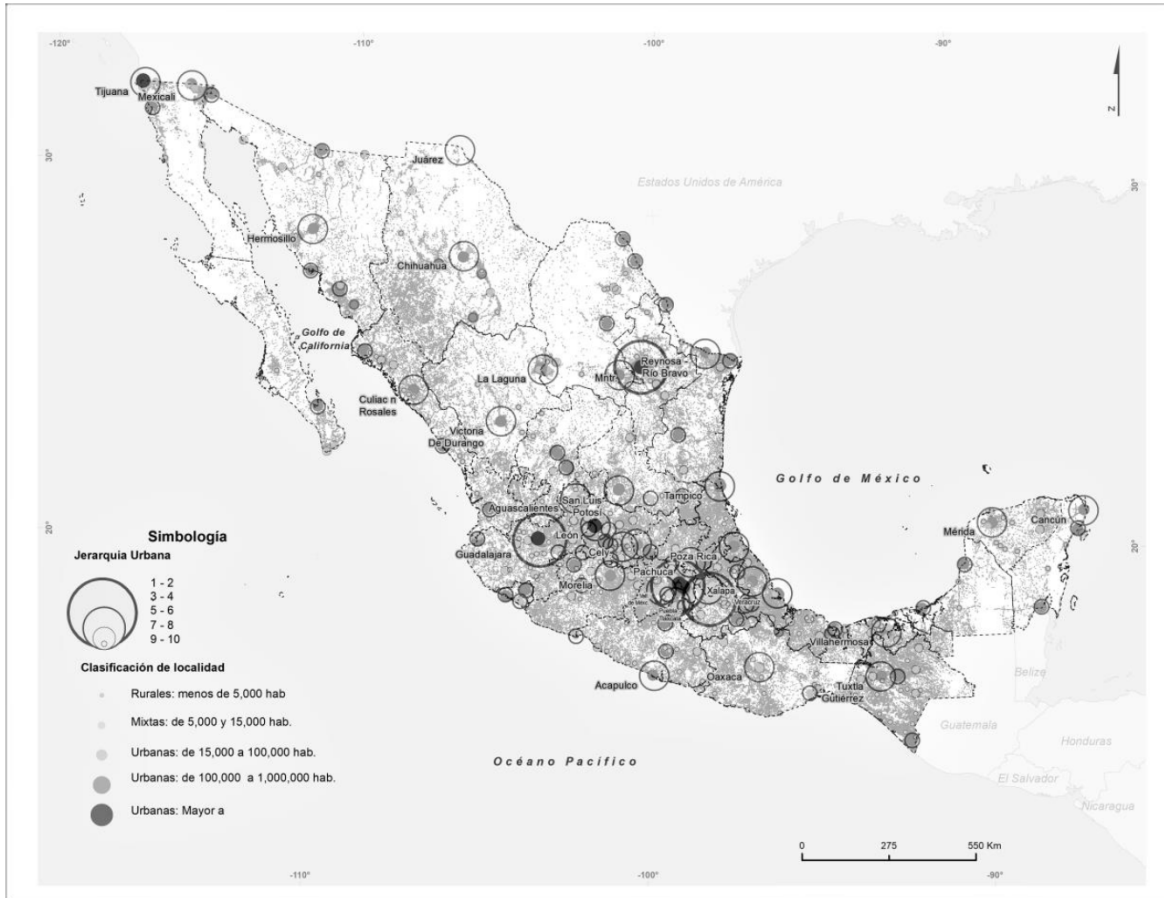 -120°
-110°
-100°
-90°
Tijuana
Mexicali
N
30°
30°
Juárez
Estados Unidos de América
Hermosillo
Chihuahua
Golfo de
California
Reynosa
Río Bravo
La Laguna
Mntr
Culiac n
Rosales
Victoria
De Durango
Golfo de México
San Luis
Potosí
Tampico
Aguascalientes
Mérida
Cancún
20°
20°
León
Guadalajara
Cely
Poza Rica
Pachuca
Morelia
Xalapa
Veracruz
Puebla
Villahermosa
Belize
Acapulco
Oaxaca
Tuxtla
Gutiérrez
Guatemala
Honduras
Océano Pacífico
El Salvador
Nicaragua
Simbología
Jerarquia Urbana
1 - 2
3 - 4
5 - 6
7 - 8
9 - 10
Clasificación de localidad
Rurales: menos de 5,000 hab
Mixtas: de 5,000 y 15,000 hab.
Urbanas: de 15,000 a 100,000 hab.
Urbanas: de 100,000 a 1,000,000 hab.
Urbanas: Mayor a
0 275 550 Km
-110°
-100°
-90°